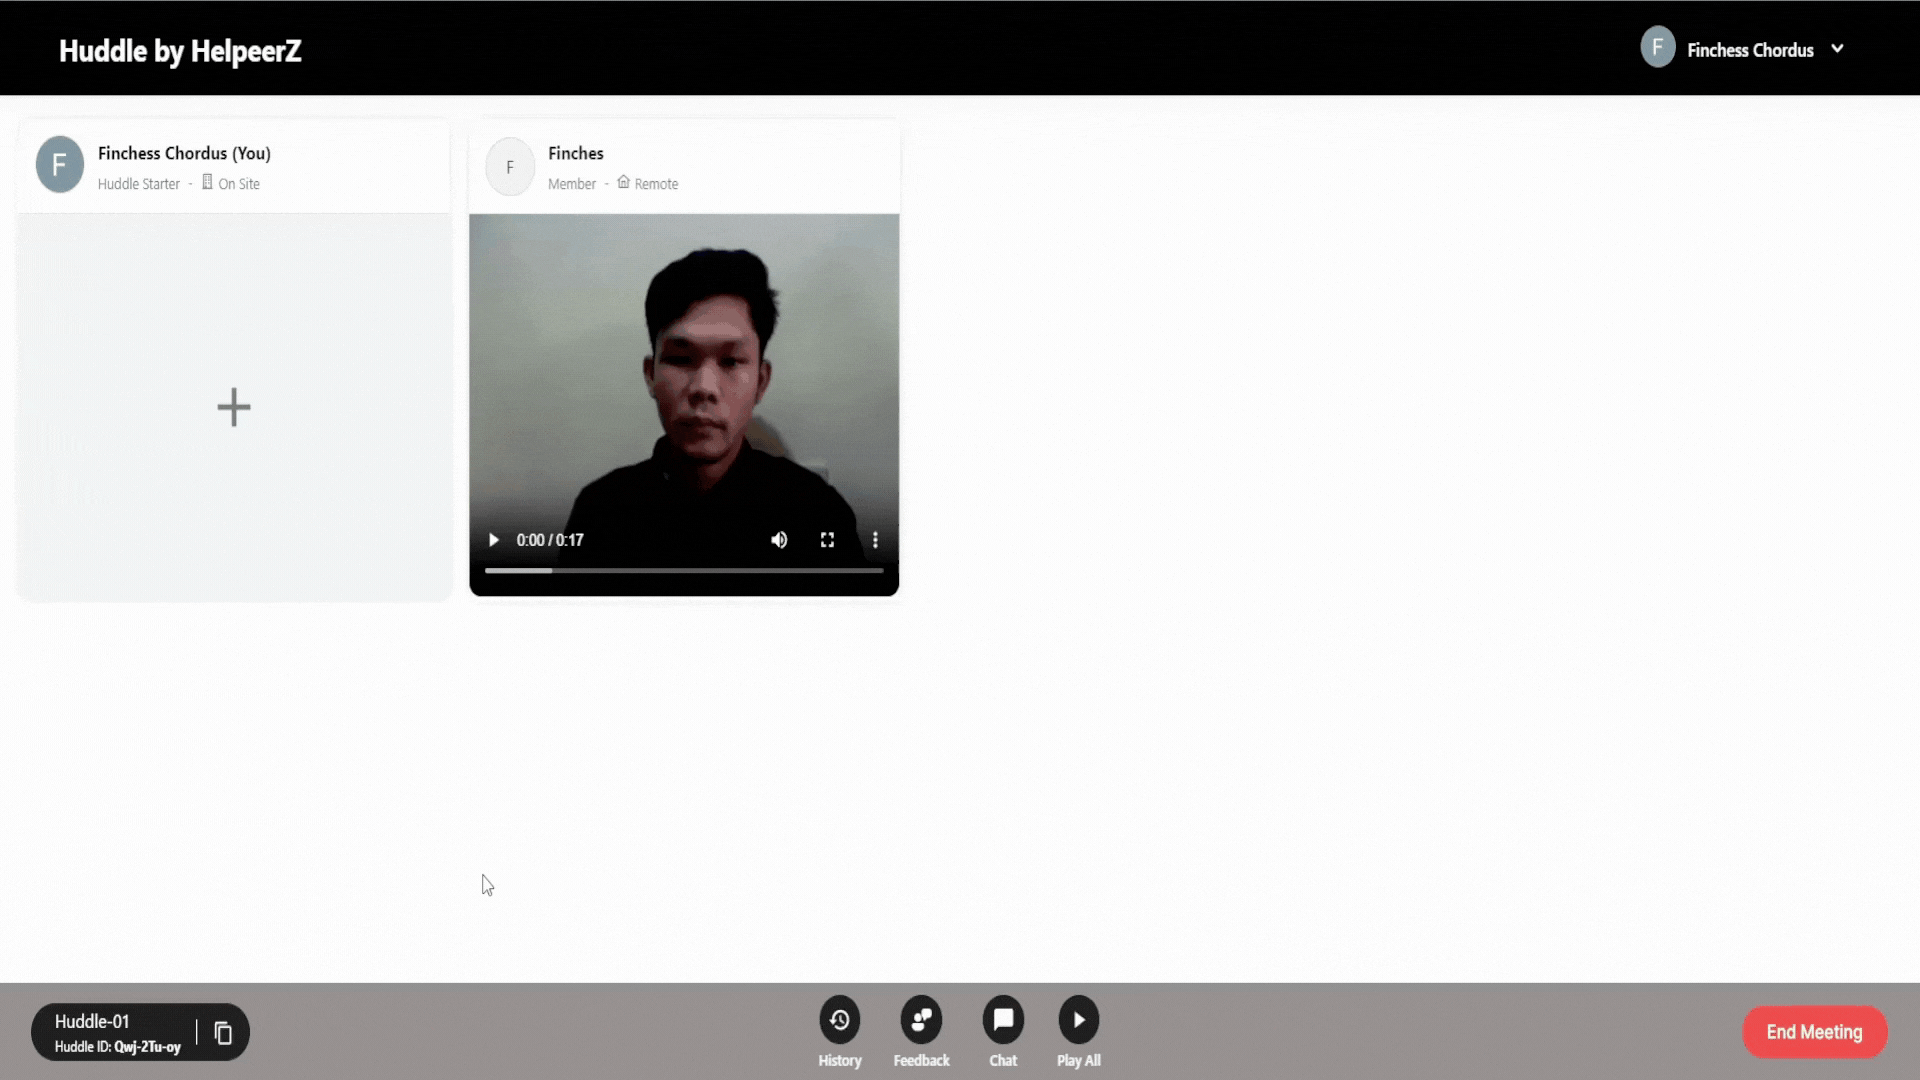 Huddle by HelpeerZ
F
Finchess Chordus
F
Finchess Chordus (You)
Huddle Starter - On Site
F
Finches
Member - Remote
0:00 / 0:17
Huddle-01
Huddle ID: Qwj-2Tu-oy
History
Feedback
Chat
Play All
End Meeting